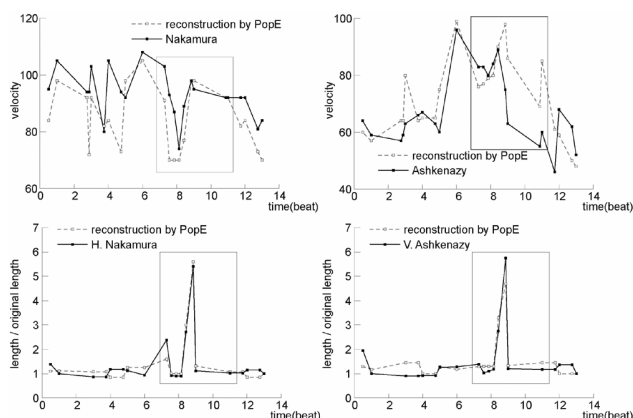 120
reconstruction by PopE
Nakamura
100
velocity
80
60
0 2 4 6 8 10 12 14
time(beat)
100
velocity
80
60
reconstruction by PopE
Ashkenazy
40
0 2 4 6 8 10 12 14
time(beat)
7
reconstruction by PopE
H. Nakamura
6
5
length / original length
4
3
2
1
0
0 2 4 6 8 10 12 14
time(beat)
7
reconstruction by PopE
V. Ashkenazy
6
5
length / original length
4
3
2
1
0
0 2 4 6 8 10 12 14
time(beat)